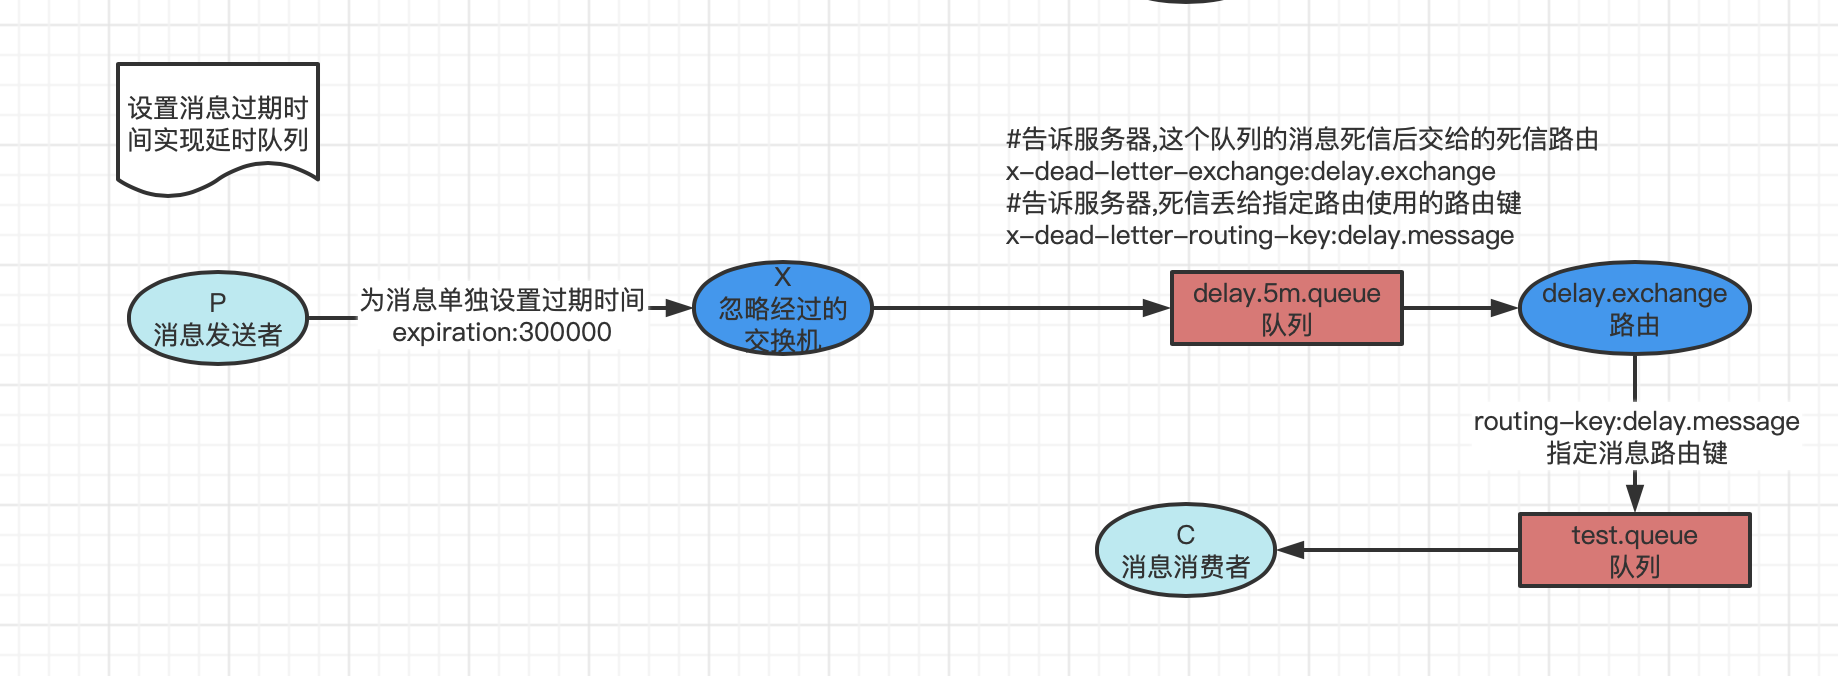 设置消息过期时
间实现延时队列
#告诉服务器,这个队列的消息死信后交给的死信路由
x-dead-letter-exchange:delay.exchange
#告诉服务器,死信丢给指定路由使用的路由键
x-dead-letter-routing-key:delay.message
P
消息发送者
为消息单独设置过期时间
expiration:300000
X
忽略经过的
交换机
delay.5m.queue
队列
delay.exchange
路由
routing-key:delay.message
指定消息路由键
C
消息消费者
test.queue
队列